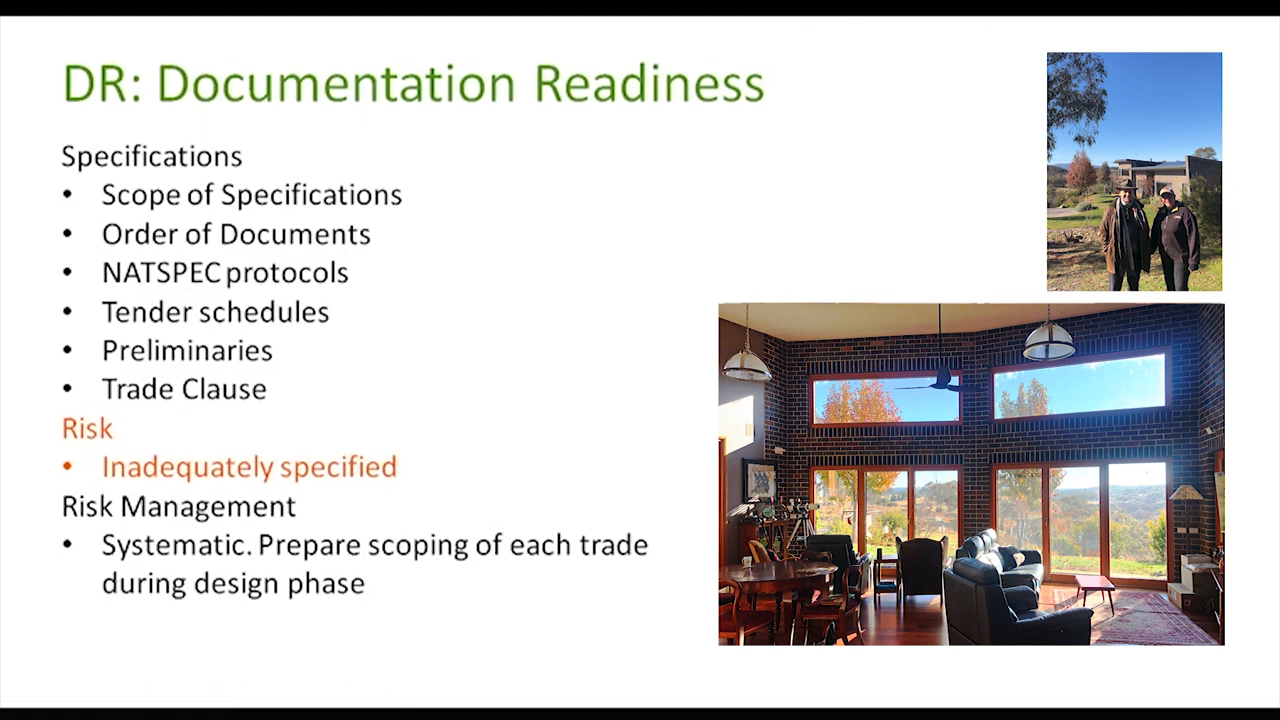 DR: Documentation Readiness
Specifications
• Scope of Specifications
• Order of Documents
• NATSPEC protocols
• Tender schedules
• Preliminaries
• Trade Clause
Risk
• Inadequately specified
Risk Management
• Systematic. Prepare scoping of each trade
during design phase